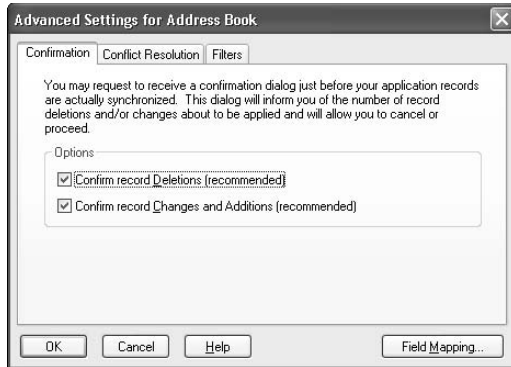 Advanced Settings for Address Book
Confirmation Conflict Resolution Filters
You may request to receive a confirmation dialog just before your application records
are actually synchronized. This dialog will inform you of the number of record
deletions and/or changes about to be applied and will allow you to cancel or
proceed.
Options
Confirm record Deletions (recommended)
Confirm record Changes and Additions (recommended)
OK Cancel Help Field Mapping...